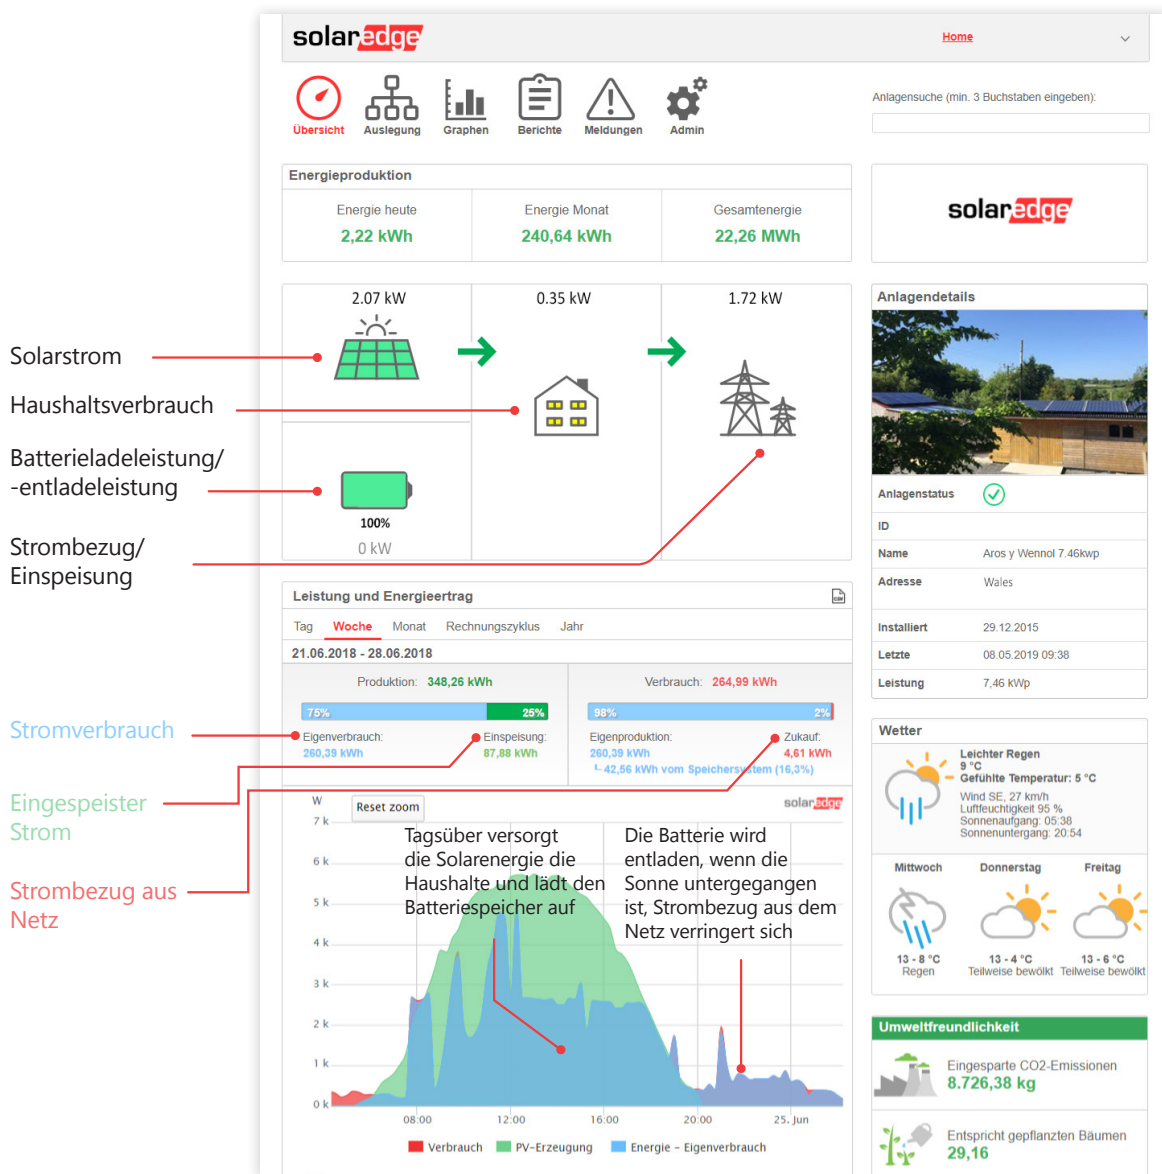 solaredge
Home
Übersicht
Auslegung
Graphen
Berichte
Meldungen
Admin
Anlagensuche (min. 3 Buchstaben eingeben):
Energieproduktion
Energie heute
2,22 kWh
Energie Monat
240,64 kWh
Gesamtenergie
22,26 MWh
solaredge
2.07 kW
0.35 kW
1.72 kW
100%
0 kW
Solarstrom
Haushaltsverbrauch
Batterieladeleistung/
-entladeleistung
Strombezug/
Einspeisung
Anlagendetails
Anlagenstatus
ID
Name Aros y Wennol 7.46kwp
Adresse Wales
Installiert 29.12.2015
Letzte 08.05.2019 09:38
Leistung 7,46 kWp
Leistung und Energieertrag
CSV
Tag Woche Monat Rechnungszyklus Jahr
21.06.2018 - 28.06.2018
Produktion: 348,26 kWh
75% 25%
Eigenverbrauch:
260,39 kWh
Einspeisung:
87,88 kWh
Verbrauch: 264,99 kWh
98% 2%
Eigenproduktion:
260,39 kWh
Zukauf:
4,61 kWh
42,56 kWh vom Speichersystem (16,3%)
Stromverbrauch
Eingespeister
Strom
Strombezug aus
Netz
W
Reset zoom
solaredge
7 k
6 k
5 k
4 k
3 k
2 k
1 k
0 k
Tagsüber versorgt
die Solarenergie die
Haushalte und lädt den
Batteriespeicher auf
Die Batterie wird
entladen, wenn die
Sonne untergegangen
ist, Strombezug aus dem
Netz verringert sich
08:00 12:00 16:00 20:00 25. Jun
Verbrauch PV-Erzeugung Energie - Eigenverbrauch
Wetter
Leichter Regen
9 °C
Gefühlte Temperatur: 5 °C
Wind SE, 27 km/h
Luftfeuchtigkeit 95 %
Sonnenaufgang: 05:38
Sonnenuntergang: 20:54
Mittwoch
13 - 8 °C
Regen
Donnerstag
13 - 4 °C
Teilweise bewölkt
Freitag
13 - 6 °C
Teilweise bewölkt
Umweltfreundlichkeit
Eingesparte CO2-Emissionen
8.726,38 kg
Entspricht gepflanzten Bäumen
29,16